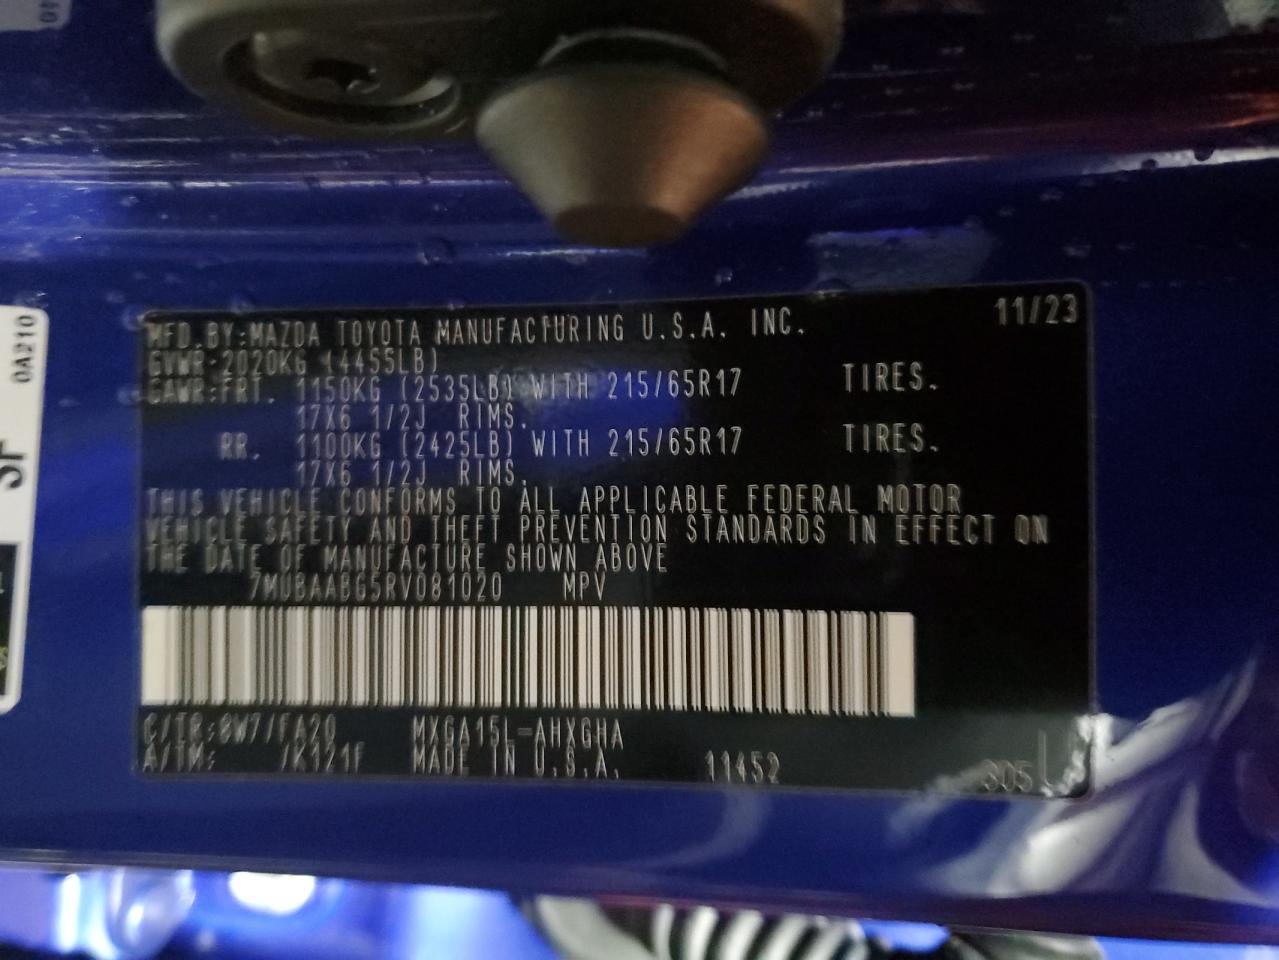 MFD.BY:MAZDA TOYOTA MANUFACTURING U.S.A. INC. 11/23
GVWR:2020KG (4455LB)
GAWR:FRT. 1150KG (2535LB) WITH 215/65R17 TIRES.
17X6 1/2J RIMS.
RR. 1100KG (2425LB) WITH 215/65R17 TIRES.
17X6 1/2J RIMS.
THIS VEHICLE CONFORMS TO ALL APPLICABLE FEDERAL MOTOR
VEHICLE SAFETY AND THEFT PREVENTION STANDARDS IN EFFECT ON
THE DATE OF MANUFACTURE SHOWN ABOVE
7MUBAABG5RV081020 MPV
C/TR:8W7/FA20 MXGA15L-AHXGHA
A/TM: /K121F MADE IN U.S.A. 11452 305
0A210